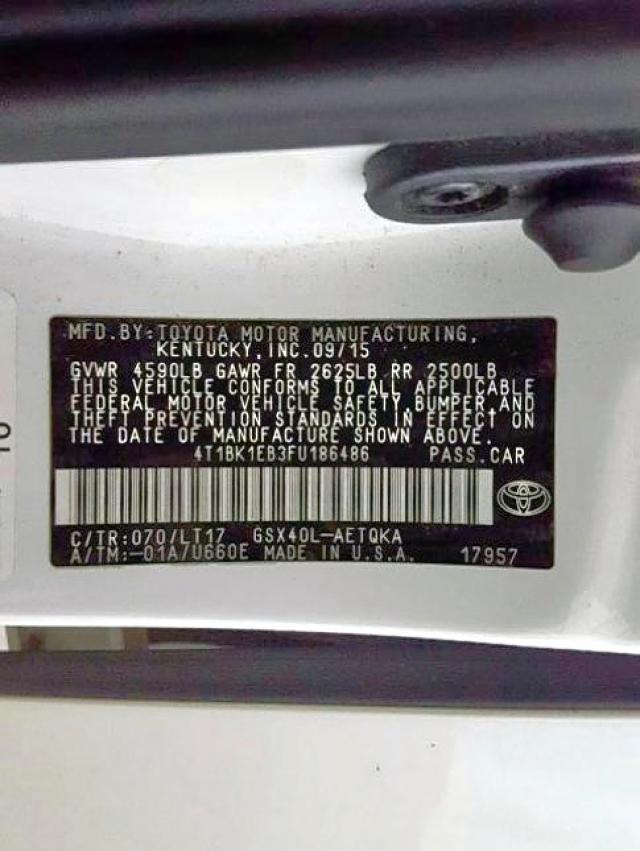 MFD. BY: TOYOTA MOTOR MANUFACTURING,
KENTUCKY, INC. 09/15
GVWR 4590LB GAWR FR 2625LB RR 2500LB
THIS VEHICLE CONFORMS TO ALL APPLICABLE
FEDERAL MOTOR VEHICLE SAFETY, BUMPER, AND
THEFT PREVENTION STANDARDS IN EFFECT ON
THE DATE OF MANUFACTURE SHOWN ABOVE.
4T1BK1EB3FU186486 PASS.CAR
C/TR:070/LT17 GSX40L-AETQKA
A/TM:-01A/U660E MADE IN U.S.A. 17957